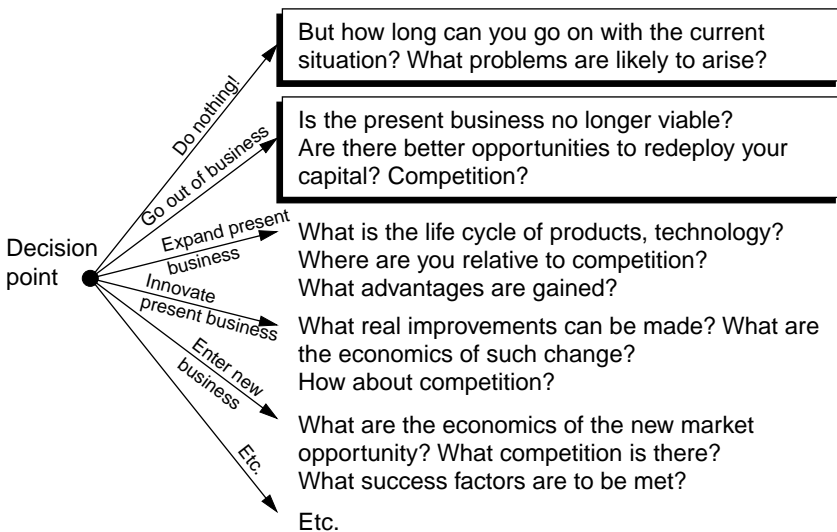 Do nothing!
But how long can you go on with the current
situation? What problems are likely to arise?
Go out of business
Is the present business no longer viable?
Are there better opportunities to redeploy your
capital? Competition?
Decision
point
Expand present
business
What is the life cycle of products, technology?
Where are you relative to competition?
What advantages are gained?
Innovate
present business
What real improvements can be made? What are
the economics of such change?
How about competition?
Enter new
business
What are the economics of the new market
opportunity? What competition is there?
What success factors are to be met?
Etc.
Etc.